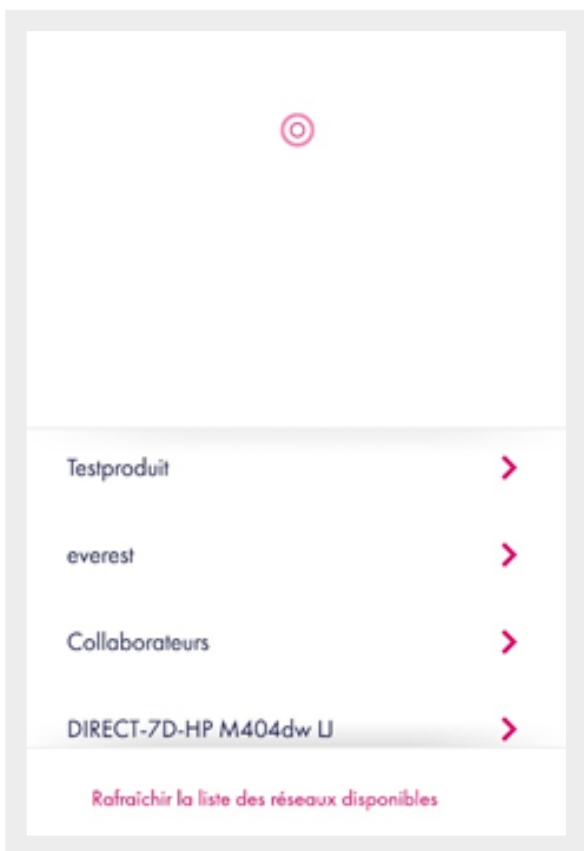 Testproduit
everest
Collaborateurs
DIRECT-7D-HP M404dw LJ
Rafraîchir la liste des réseaux disponibles